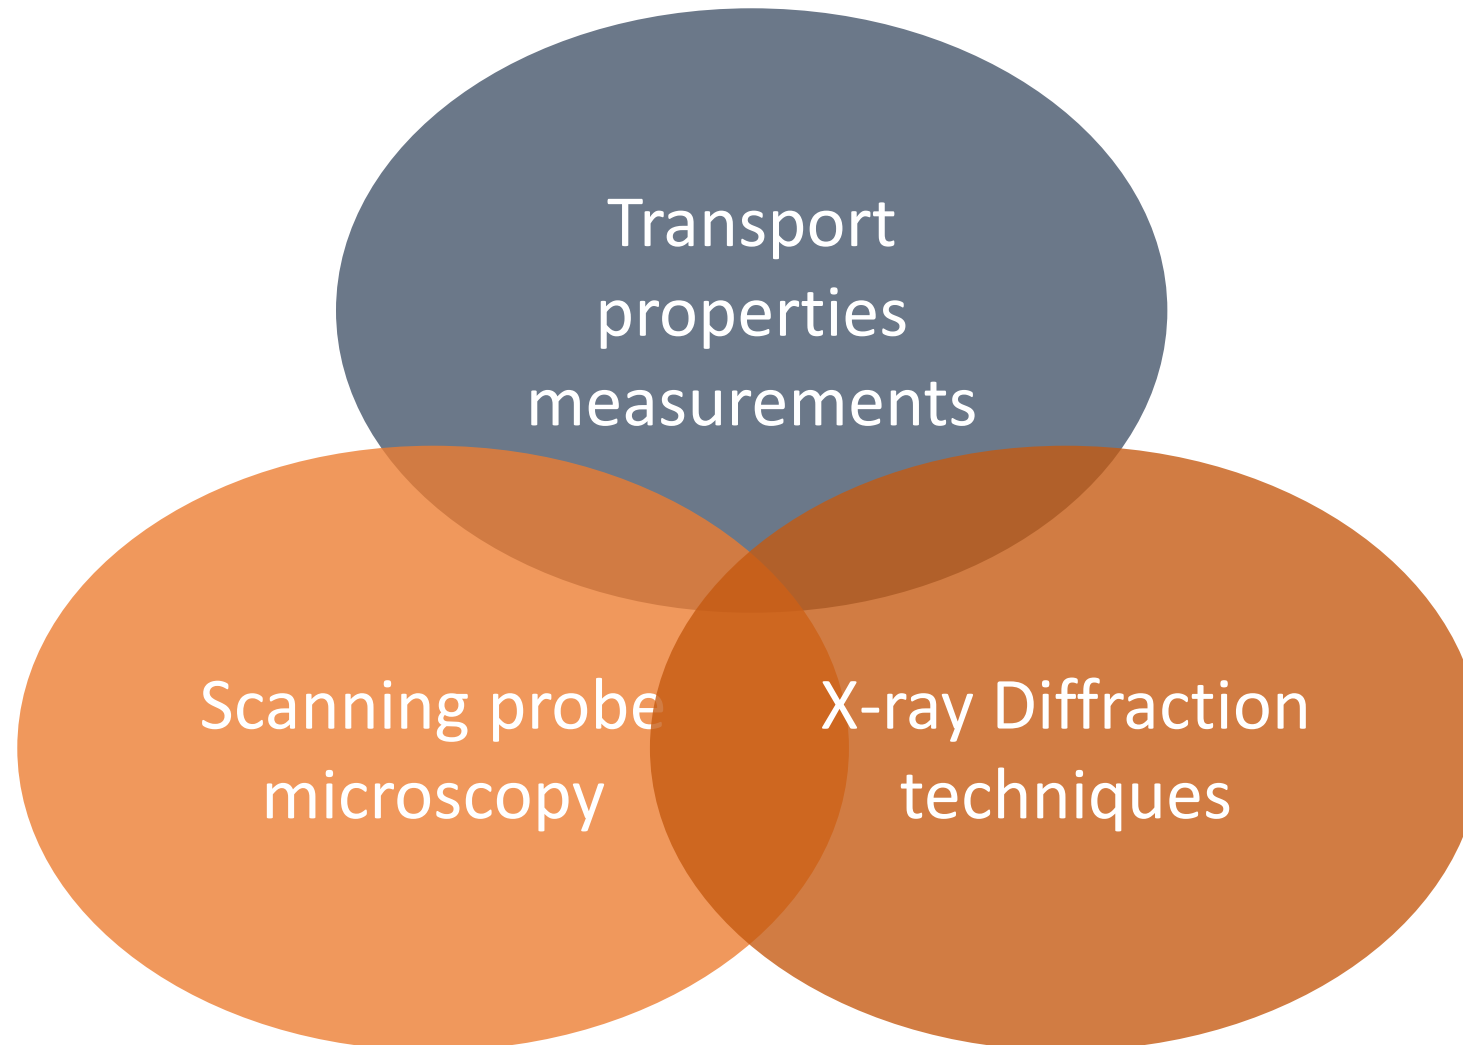 Transport
properties
measurements
Scanning probe
microscopy
X-ray Diffraction
techniques